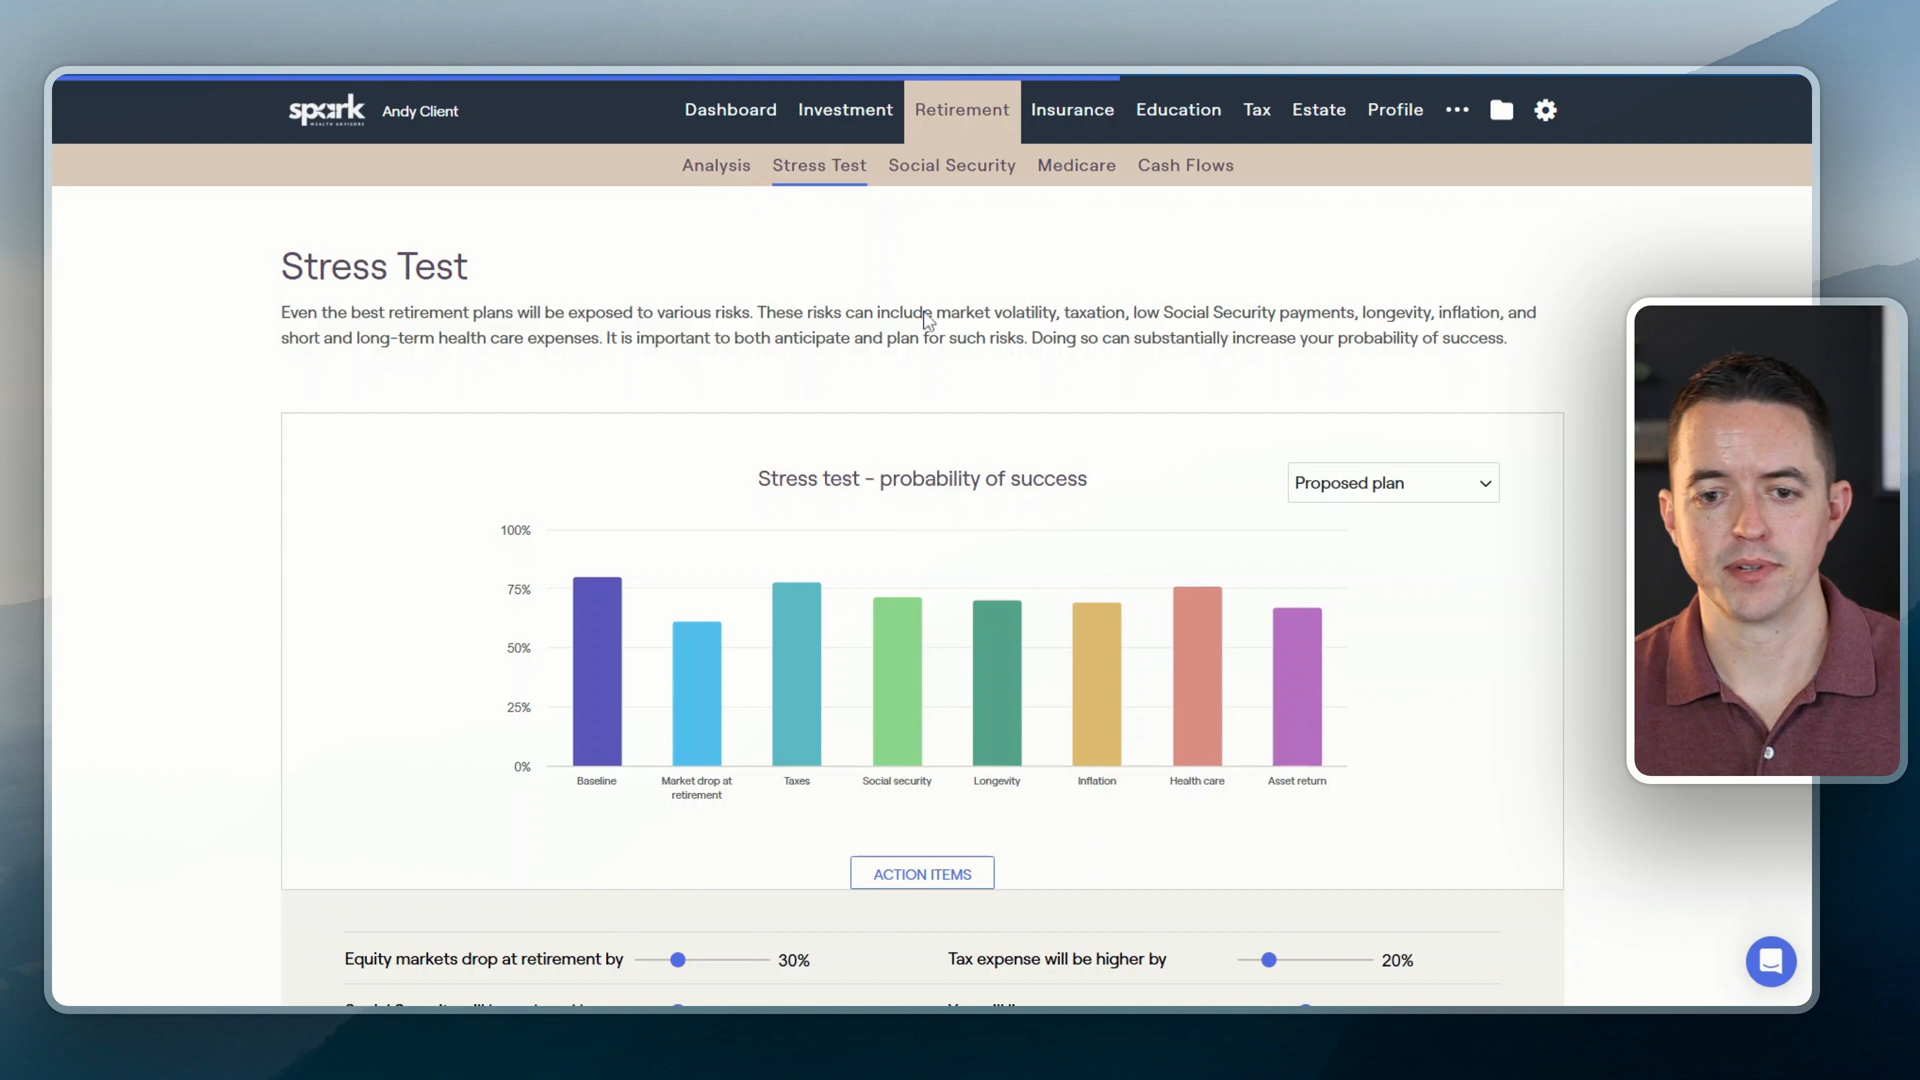 spark
WEALTH ADVISORS
Andy Client
Dashboard Investment Retirement Insurance Education Tax Estate Profile
Analysis Stress Test Social Security Medicare Cash Flows
Stress Test
Even the best retirement plans will be exposed to various risks. These risks can include market volatility, taxation, low Social Security payments, longevity, inflation, and
short and long-term health care expenses. It is important to both anticipate and plan for such risks. Doing so can substantially increase your probability of success.
Stress test - probability of success
Proposed plan
100%
75%
50%
25%
0%
Baseline Market drop at Taxes Social security Longevity Inflation Health care Asset return
retirement
ACTION ITEMS
Equity markets drop at retirement by 30% Tax expense will be higher by 20%